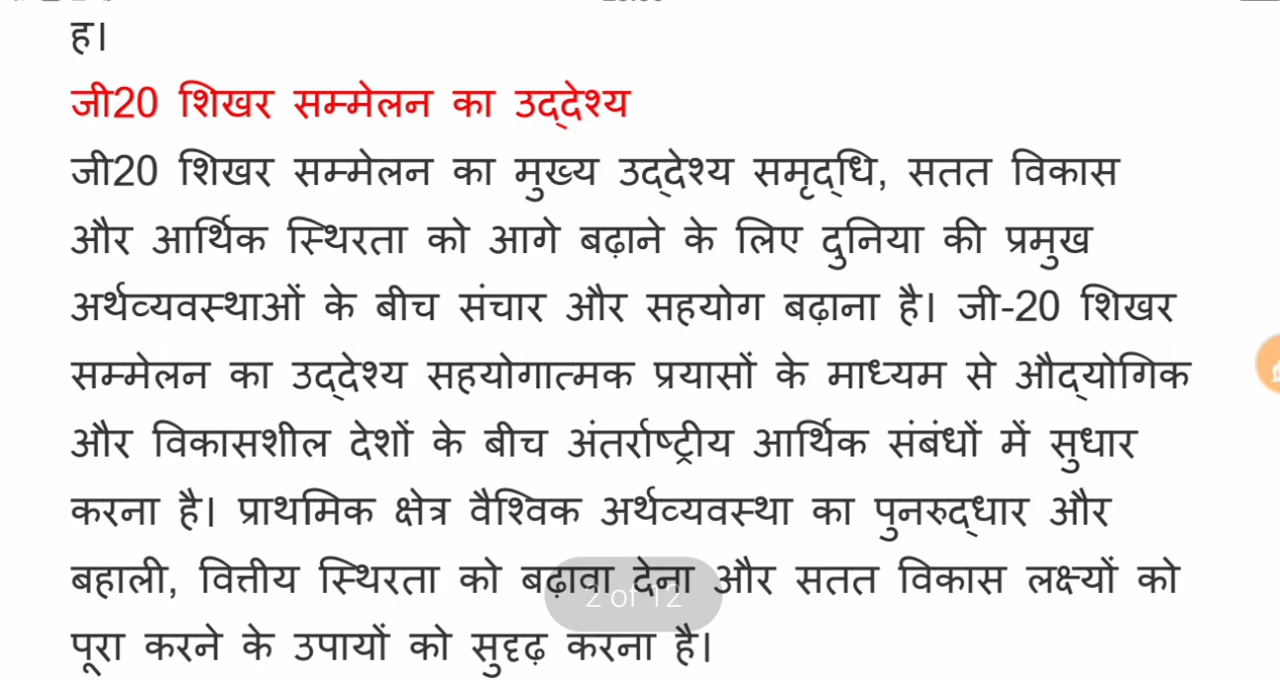 ह।
जी20 शिखर सम्मेलन का उद्देश्य
जी20 शिखर सम्मेलन का मुख्य उद्देश्य समृद्धि, सतत विकास
और आर्थिक स्थिरता को आगे बढ़ाने के लिए दुनिया की प्रमुख
अर्थव्यवस्थाओं के बीच संचार और सहयोग बढ़ाना है। जी-20 शिखर
सम्मेलन का उद्देश्य सहयोगात्मक प्रयासों के माध्यम से औद्योगिक
और विकासशील देशों के बीच अंतर्राष्ट्रीय आर्थिक संबंधों में सुधार
करना है। प्राथमिक क्षेत्र वैश्विक अर्थव्यवस्था का पुनरुद्धार और
बहाली, वित्तीय स्थिरता को बढ़ावा देना और सतत विकास लक्ष्यों को
2 of 12
पूरा करने के उपायों को सुदृढ़ करना है।